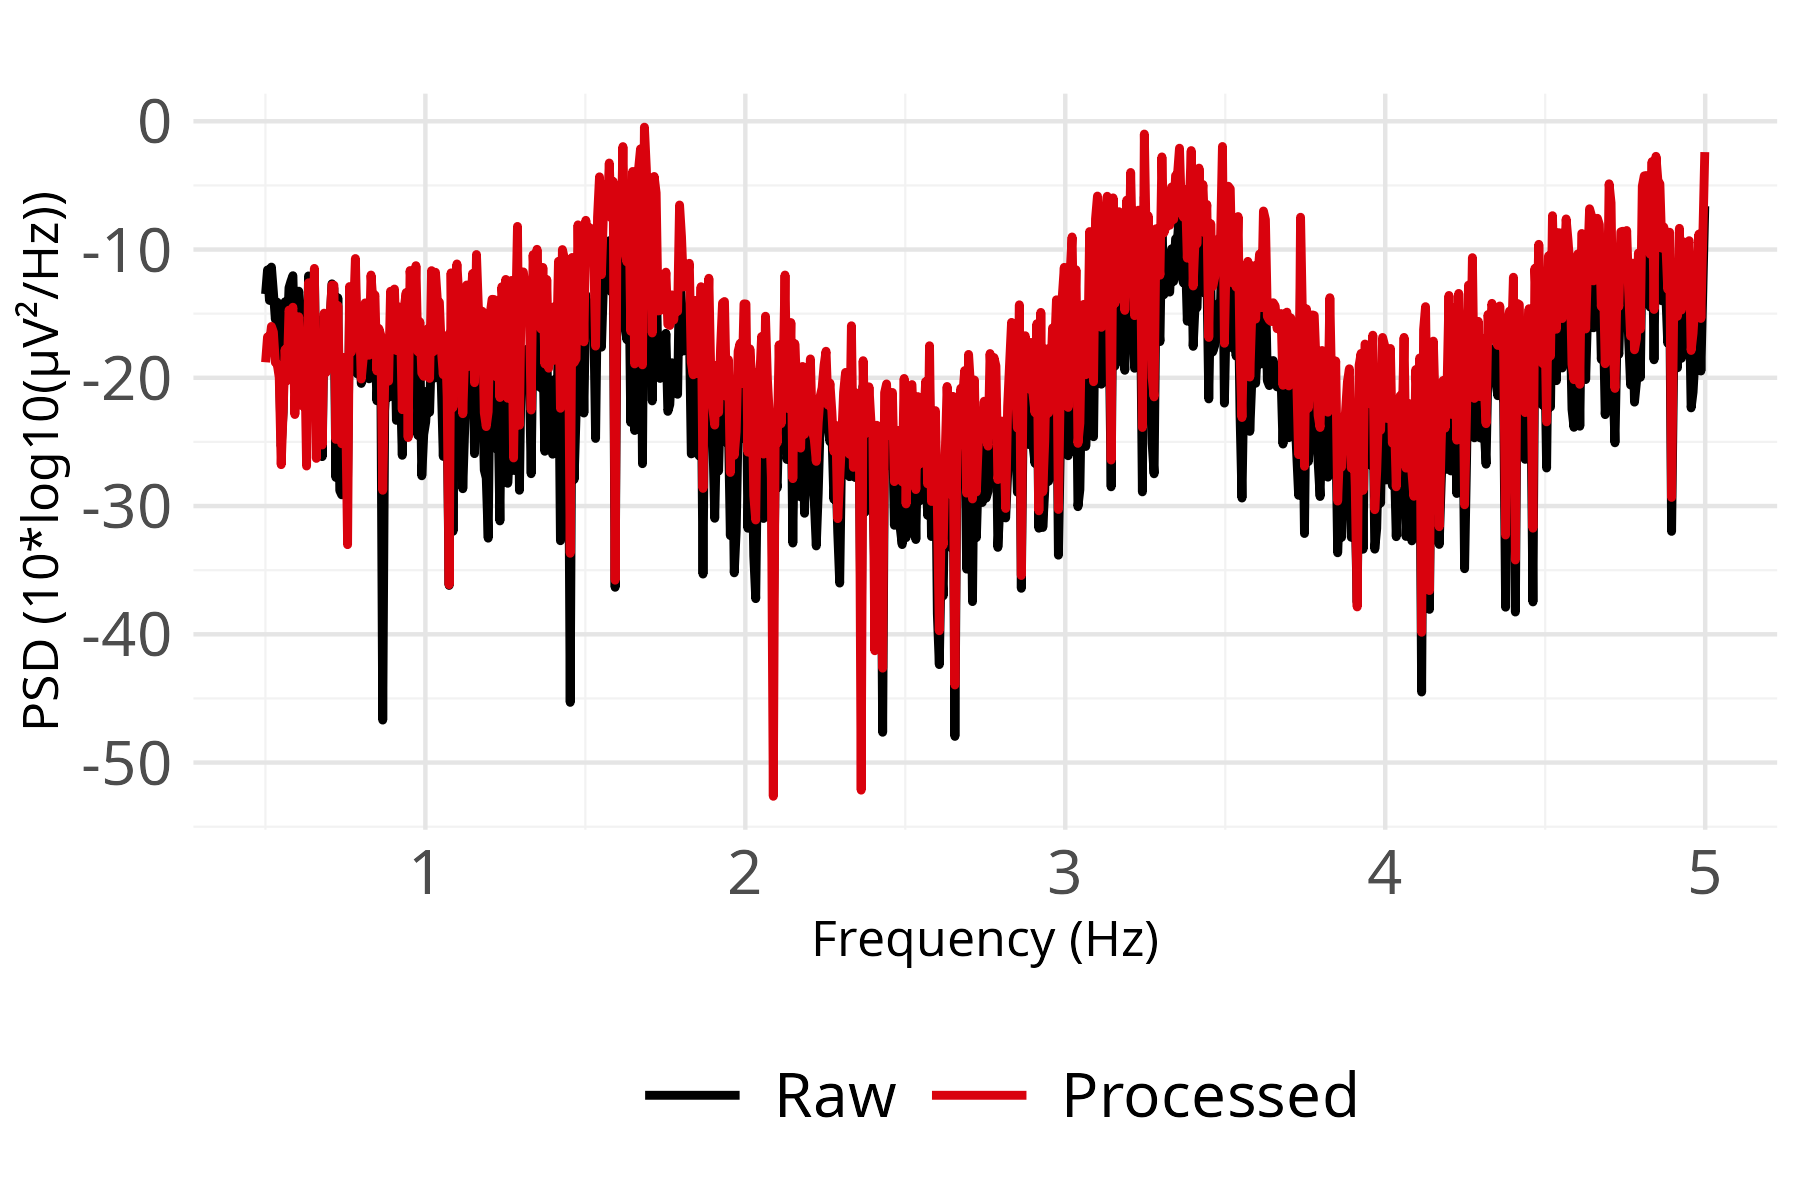 PSD (10*log10(µV²/Hz))
0
-10
-20
-30
-40
-50
1 2 3 4 5
Frequency (Hz)
Raw Processed